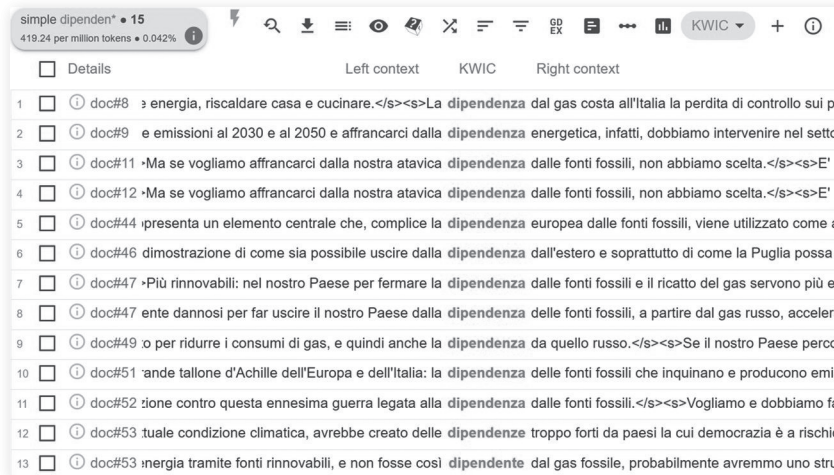 simple dipenden* • 15
419.24 per million tokens • 0.042%
GD EX
KWIC
Details Left context KWIC Right context
1 doc#8 e energia, riscaldare casa e cucinare.</s><s>La dipendenza dal gas costa all'Italia la perdita di controllo sui p
2 doc#9 e emissioni al 2030 e al 2050 e affrancarci dalla dipendenza energetica, infatti, dobbiamo intervenire nel setto
3 doc#11 >Ma se vogliamo affrancarci dalla nostra atavica dipendenza dalle fonti fossili, non abbiamo scelta.</s><s>E'
4 doc#12 >Ma se vogliamo affrancarci dalla nostra atavica dipendenza dalle fonti fossili, non abbiamo scelta.</s><s>E'
5 doc#44 presenta un elemento centrale che, complice la dipendenza europea dalle fonti fossili, viene utilizzato come a
6 doc#46 dimostrazione di come sia possibile uscire dalla dipendenza dall'estero e soprattutto di come la Puglia possa
7 doc#47 >Più rinnovabili: nel nostro Paese per fermare la dipendenza dalle fonti fossili e il ricatto del gas servono più e
8 doc#47 ente dannosi per far uscire il nostro Paese dalla dipendenza delle fonti fossili, a partire dal gas russo, acceler
9 doc#49 o per ridurre i consumi di gas, e quindi anche la dipendenza da quello russo.</s><s>Se il nostro Paese perco
10 doc#51 rande tallone d'Achille dell'Europa e dell'Italia: la dipendenza delle fonti fossili che inquinano e producono emi
11 doc#52 zione contro questa ennesima guerra legata alla dipendenza dalle fonti fossili.</s><s>Vogliamo e dobbiamo fa
12 doc#53 tuale condizione climatica, avrebbe creato delle dipendenze troppo forti da paesi la cui democrazia è a rischi
13 doc#53 energia tramite fonti rinnovabili, e non fosse così dipendente dal gas fossile, probabilmente avremmo uno stru